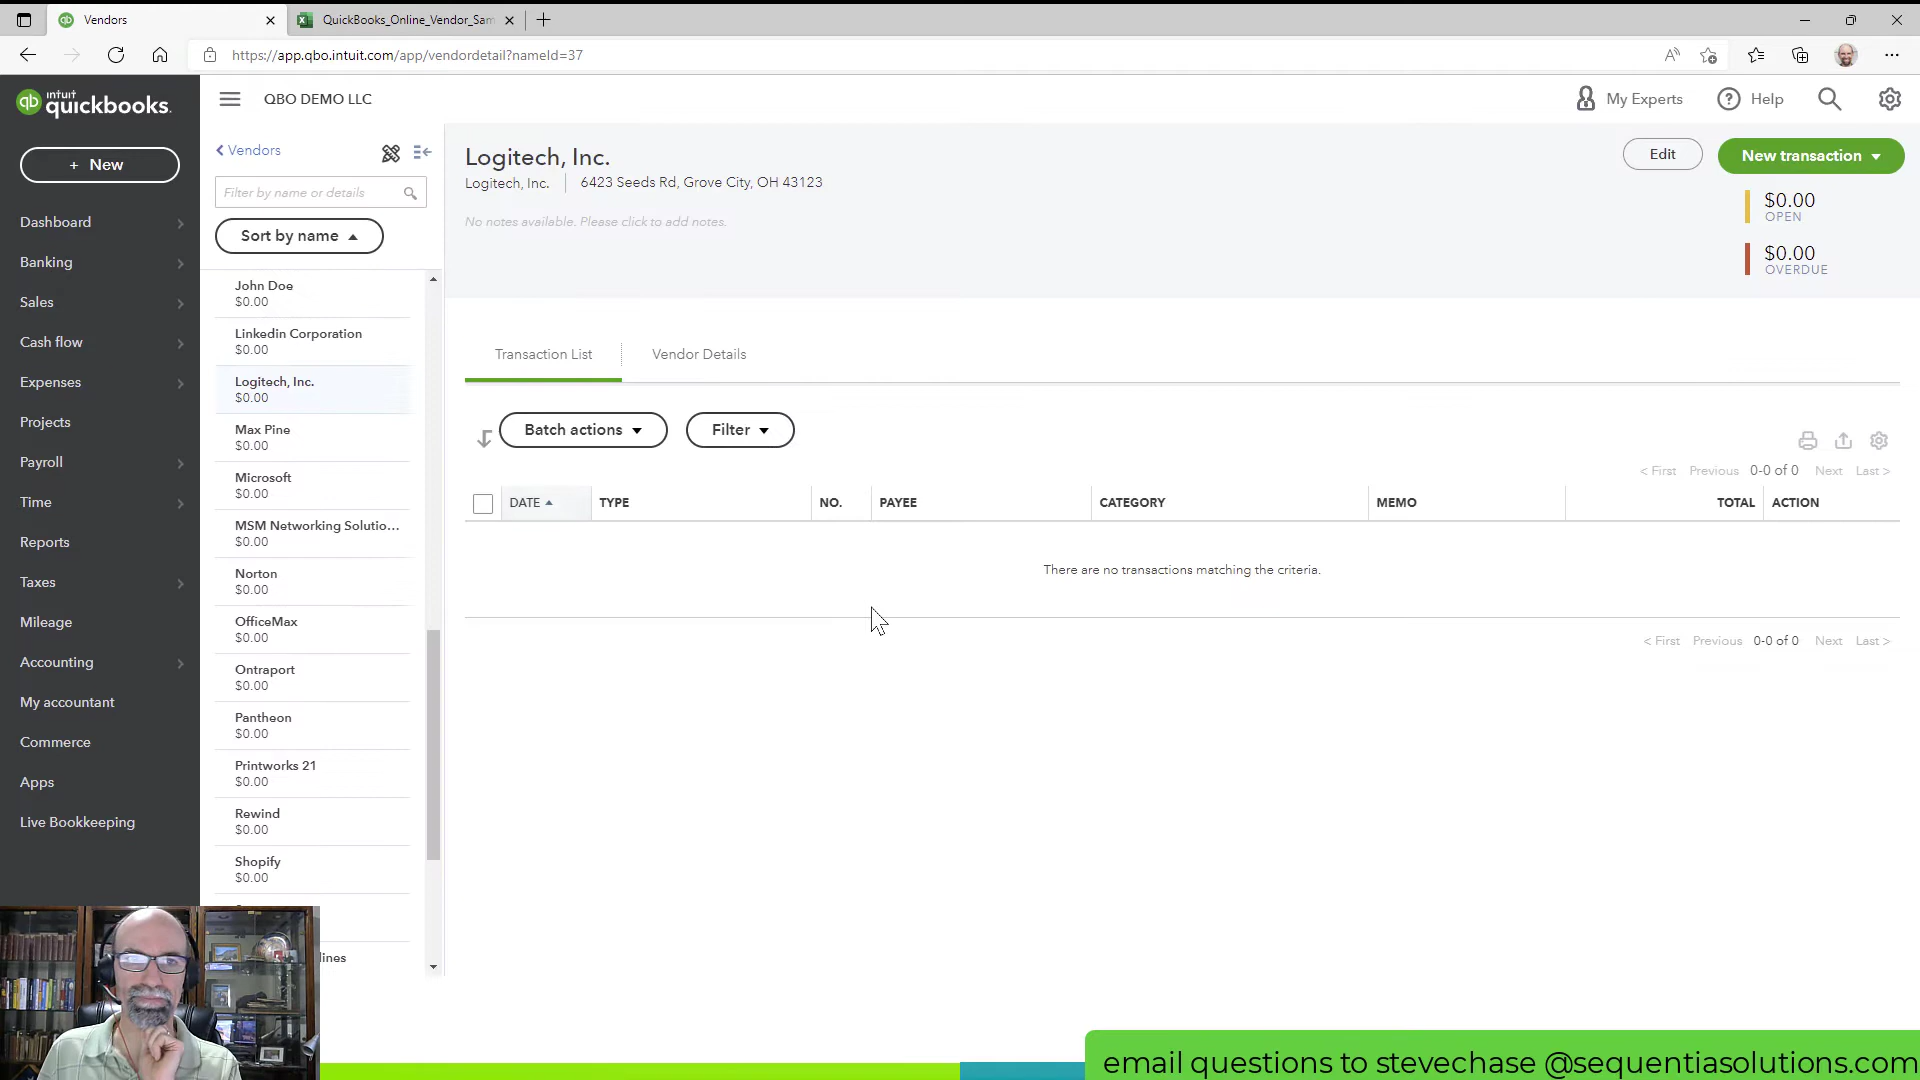 Vendors
QuickBooks_Online_Vendor_Sam
https://app.qbo.intuit.com/app/vendordetail?nameId=37
intuit
quickbooks.
QBO DEMO LLC
My Experts
Help
+ New
Dashboard
Banking
Sales
Cash flow
Expenses
Projects
Payroll
Time
Reports
Taxes
Mileage
Accounting
My accountant
Commerce
Apps
Live Bookkeeping
Vendors
Filter by name or details
Sort by name
John Doe
$0.00
Linkedin Corporation
$0.00
Logitech, Inc.
$0.00
Max Pine
$0.00
Microsoft
$0.00
MSM Networking Solutio...
$0.00
Norton
$0.00
OfficeMax
$0.00
Ontraport
$0.00
Pantheon
$0.00
Printworks 21
$0.00
Rewind
$0.00
Shopify
$0.00
lines
Logitech, Inc.
Logitech, Inc. 6423 Seeds Rd, Grove City, OH 43123
No notes available. Please click to add notes.
Edit
New transaction
$0.00
OPEN
$0.00
OVERDUE
Transaction List Vendor Details
Batch actions Filter
< First Previous 0-0 of 0 Next Last >
DATE TYPE NO. PAYEE CATEGORY MEMO TOTAL ACTION
There are no transactions matching the criteria.
< First Previous 0-0 of 0 Next Last >
email questions to stevechase @sequentiasolutions.com